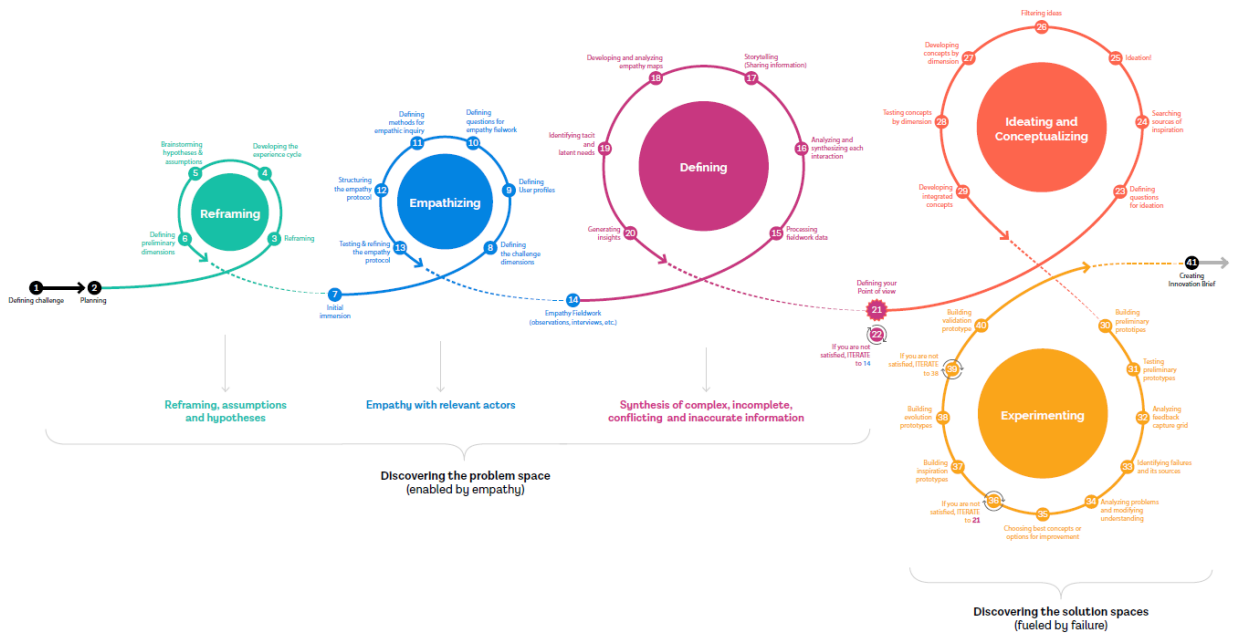 1
Defining challenge
2
Planning
Reframing
3
Reframing
4
Developing the
experience cycle
5
Brainstorming
hypotheses &
assumptions
6
Defining
preliminary
dimensions
7
Initial
immersion
Empathizing
8
Defining
the challenge
dimensions
9
Defining
User profiles
10
Defining
questions for
empathy fielwork
11
Defining
methods for
empathic inquiry
12
Structuring
the empathy
protocol
13
Testing & refining
the empathy
protocol
14
Empathy Fieldwork
(observations, interviews, etc.)
Defining
15
Processing
fieldwork data
16
Analyzing and
synthesizing each
interaction
17
Storytelling
(Sharing information)
18
Developing and analyzing
empathy maps
19
Identifying tacit
and
latent needs
20
Generating
insights
Defining your
Point of view
21
22
If you are not
satisfied, ITERATE
to 14
Ideating and
Conceptualizing
23
Defining
questions
for ideation
24
Searching
sources of
inspiration
25
Ideation!
26
Filtering ideas
27
Developing
concepts by
dimension
28
Testing concepts
by dimension
29
Developing
integrated
concepts
Experimenting
30
Building
preliminary
prototipes
31
Testing
preliminary
prototypes
32
Analyzing
feedback
capture grid
33
Identifying failures
and its sources
34
Analyzing problems
and modifying
understanding
35
Choosing best concepts or
options for improvement
36
If you are not
satisfied, ITERATE
to 21
37
Building
inspiration
prototypes
38
Building
evolution
prototypes
39
If you are not
satisfied, ITERATE
to 38
40
Building
validation
prototype
41
Creating
Innovation Brief
Reframing, assumptions
and hypotheses
Empathy with relevant actors
Synthesis of complex, incomplete,
conflicting and inaccurate information
Discovering the problem space
(enabled by empathy)
Discovering the solution spaces
(fueled by failure)